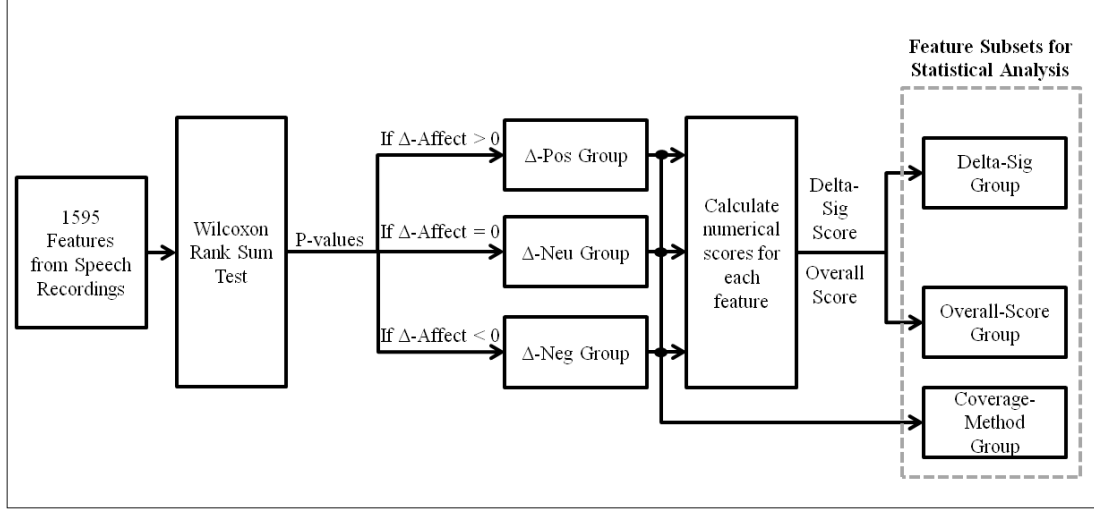 Feature Subsets for
Statistical Analysis
1595
Features
from Speech
Recordings
Wilcoxon
Rank Sum
Test
P-values
If Δ-Affect > 0
If Δ-Affect = 0
If Δ-Affect < 0
Δ-Pos Group
Δ-Neu Group
Δ-Neg Group
Calculate
numerical
scores for
each
feature
Delta-
Sig
Score
Overall
Score
Delta-Sig
Group
Overall-Score
Group
Coverage-
Method
Group